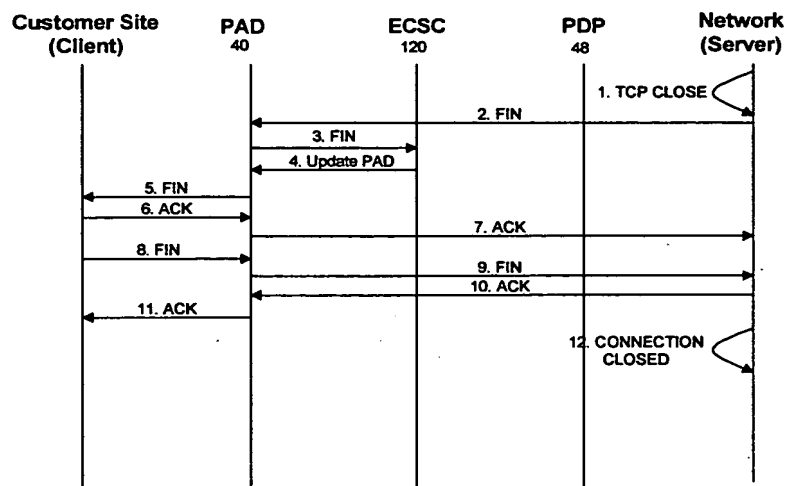 Customer Site
(Client)
PAD
40
ECSC
120
PDP
48
Network
(Server)
1. TCP CLOSE
2. FIN
3. FIN
4. Update PAD
5. FIN
6. ACK
7. ACK
8. FIN
9. FIN
10. ACK
11. ACK
12. CONNECTION
CLOSED